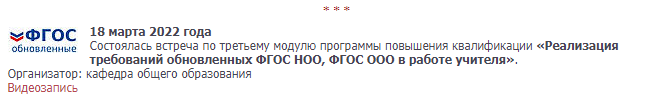 * * *
ФГОС
обновленные
18 марта 2022 года
Состоялась встреча по третьему модулю программы повышения квалификации «Реализация
требований обновленных ФГОС НОО, ФГОС ООО в работе учителя».
Организатор: кафедра общего образования
Видеозапись